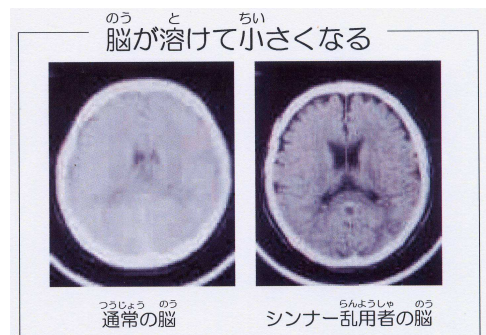 のう と ちい
脳が溶けて小さくなる
つうじょう のう
通常の脳
らんようしゃ のう
シンナー乱用者の脳